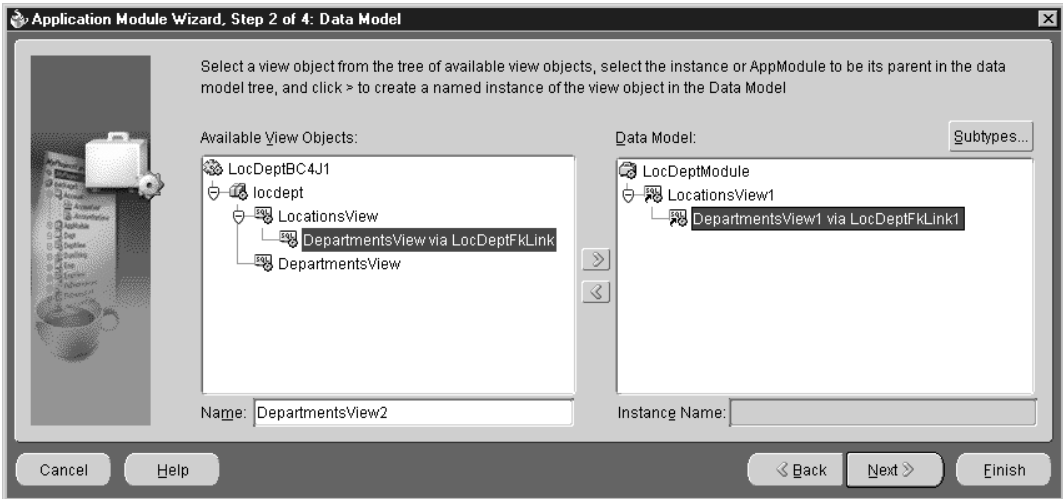 Application Module Wizard, Step 2 of 4: Data Model
Select a view object from the tree of available view objects, select the instance or AppModule to be its parent in the data
model tree, and click > to create a named instance of the view object in the Data Model
Available View Objects:
LocDeptBC4J1
locdept
LocationsView
DepartmentsView via LocDeptFkLink
DepartmentsView
Name: DepartmentsView2
Data Model:
Subtypes...
LocDeptModule
LocationsView1
DepartmentsView1 via LocDeptFkLink1
Instance Name:
Cancel
Help
Back
Next
Finish